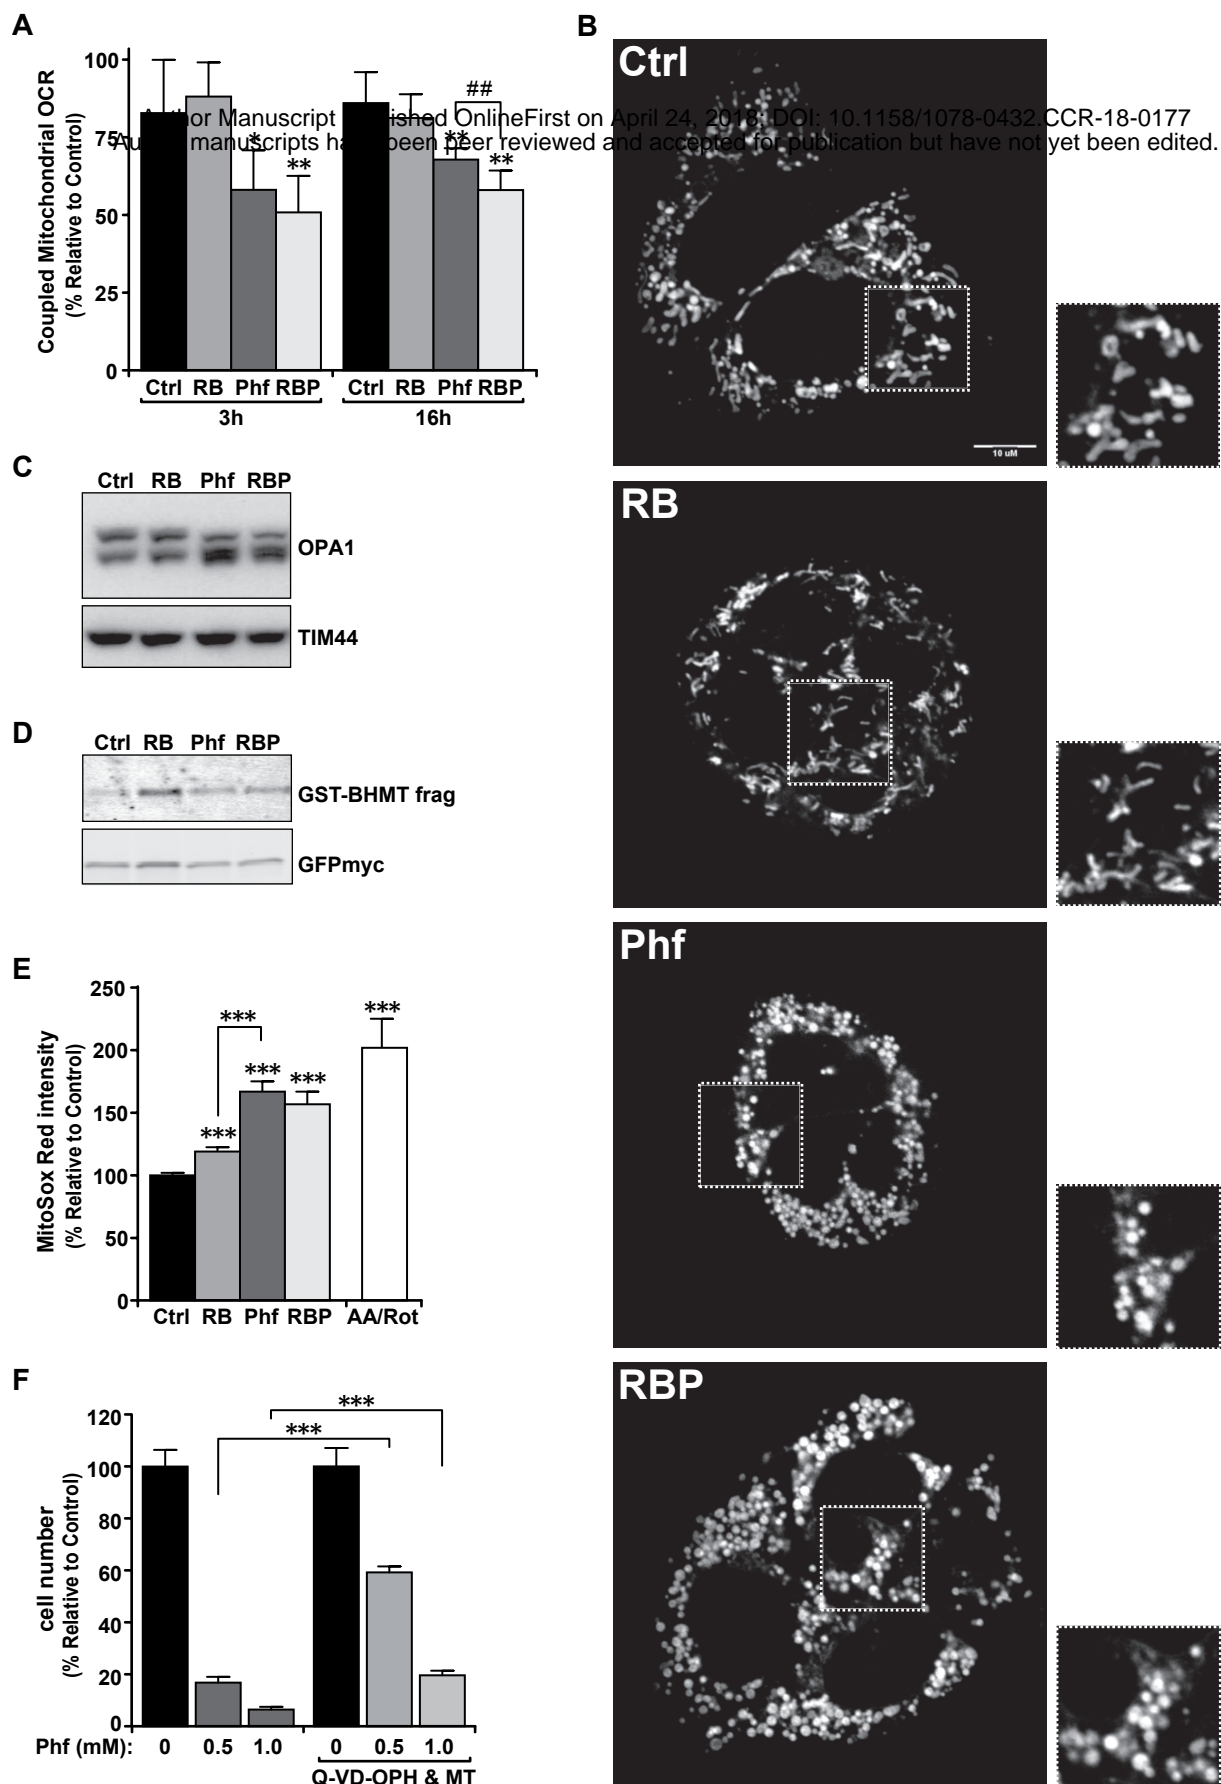 A
B
Author Manuscript Published OnlineFirst on April 24, 2018; DOI: 10.1158/1078-0432.CCR-18-0177
Author manuscripts have been peer reviewed and accepted for publication but have not yet been edited.
Coupled Mitochondrial OCR
(% Relative to Control)
100
75
50
25
0
*
**
**
**
##
Ctrl RB Phf RBP Ctrl RB Phf RBP
3h 16h
Ctrl
10 uM
C
Ctrl RB Phf RBP
OPA1
TIM44
RB
D
Ctrl RB Phf RBP
GST-BHMT frag
GFPmyc
Phf
E
MitoSox Red intensity
(% Relative to Control)
250
200
150
100
50
0
***
***
***
***
***
Ctrl RB Phf RBP AA/Rot
RBP
F
cell number
(% Relative to Control)
120
100
80
60
40
20
0
***
***
Phf (mM): 0 0.5 1.0 0 0.5 1.0
Q-VD-OPH & MT